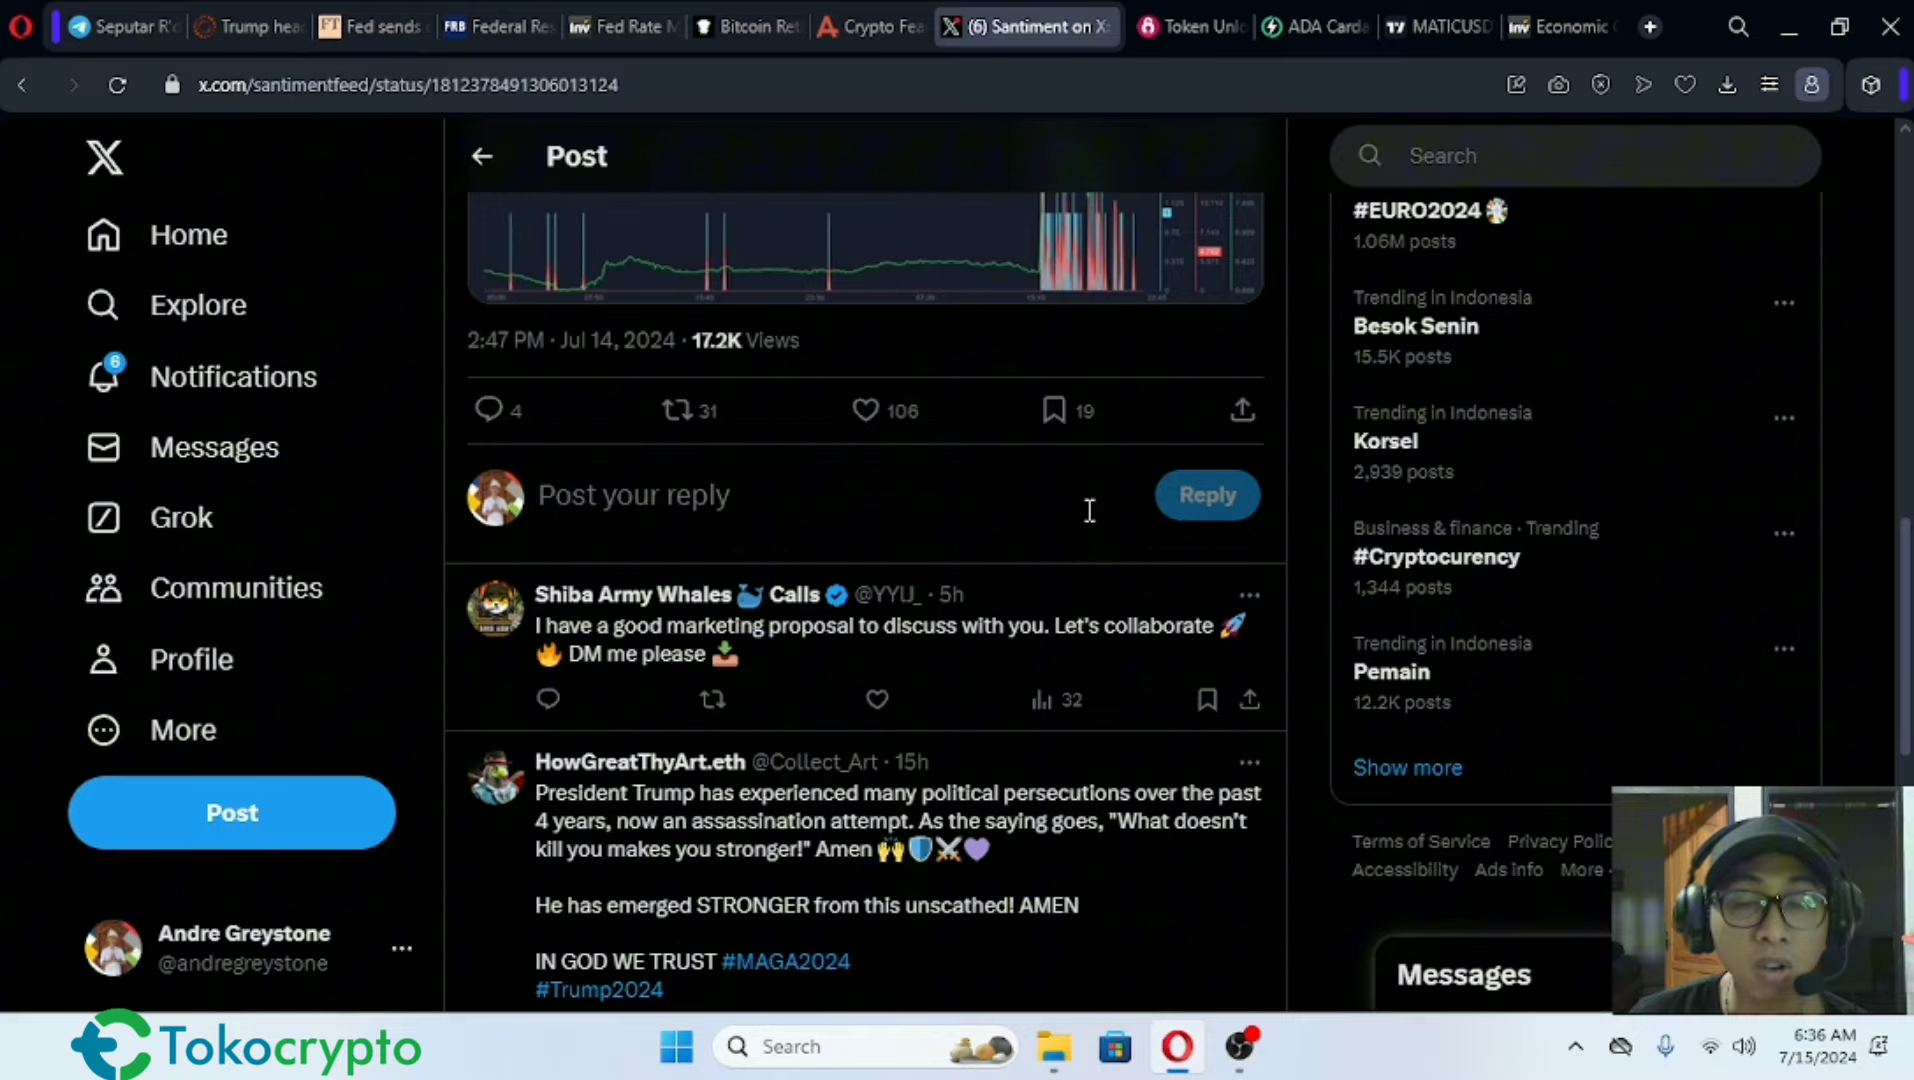 Seputar R'
Trump hea
Fed sends
FRB Federal Res
Inv Fed Rate M
Bitcoin Ret
Crypto Fea
(6) Santiment on X
Token Unlo
ADA Carda
MATICUSD
Inv Economic C
x.com/santimentfeed/status/1812378491306013124
Post
Search
Home
Explore
6
Notifications
Messages
Grok
Communities
Profile
More
Post
Andre Greystone
@andregreystone
2:47 PM · Jul 14, 2024 · 17.2K Views
4
31
106
19
Post your reply
Reply
Shiba Army Whales 🐳 Calls
· 5h
I have a good marketing proposal to discuss with you. Let's collaborate 🚀
🔥 DM me please 📥
32
HowGreatThyArt.eth @Collect_Art · 15h
President Trump has experienced many political persecutions over the past
4 years, now an assassination attempt. As the saying goes, "What doesn't
kill you makes you stronger!" Amen 🙌🛡️⚔️💜
He has emerged STRONGER from this unscathed! AMEN
IN GOD WE TRUST #MAGA2024
#Trump2024
#EURO2024
1.06M posts
Trending in Indonesia
Besok Senin
15.5K posts
Trending in Indonesia
Korsel
2,939 posts
Business & finance · Trending
#Cryptocurency
1,344 posts
Trending in Indonesia
Pemain
12.2K posts
Show more
Terms of Service Privacy Polic
Accessibility Ads info More
Messages
Tokocrypto
Search
6:36 AM
7/15/2024